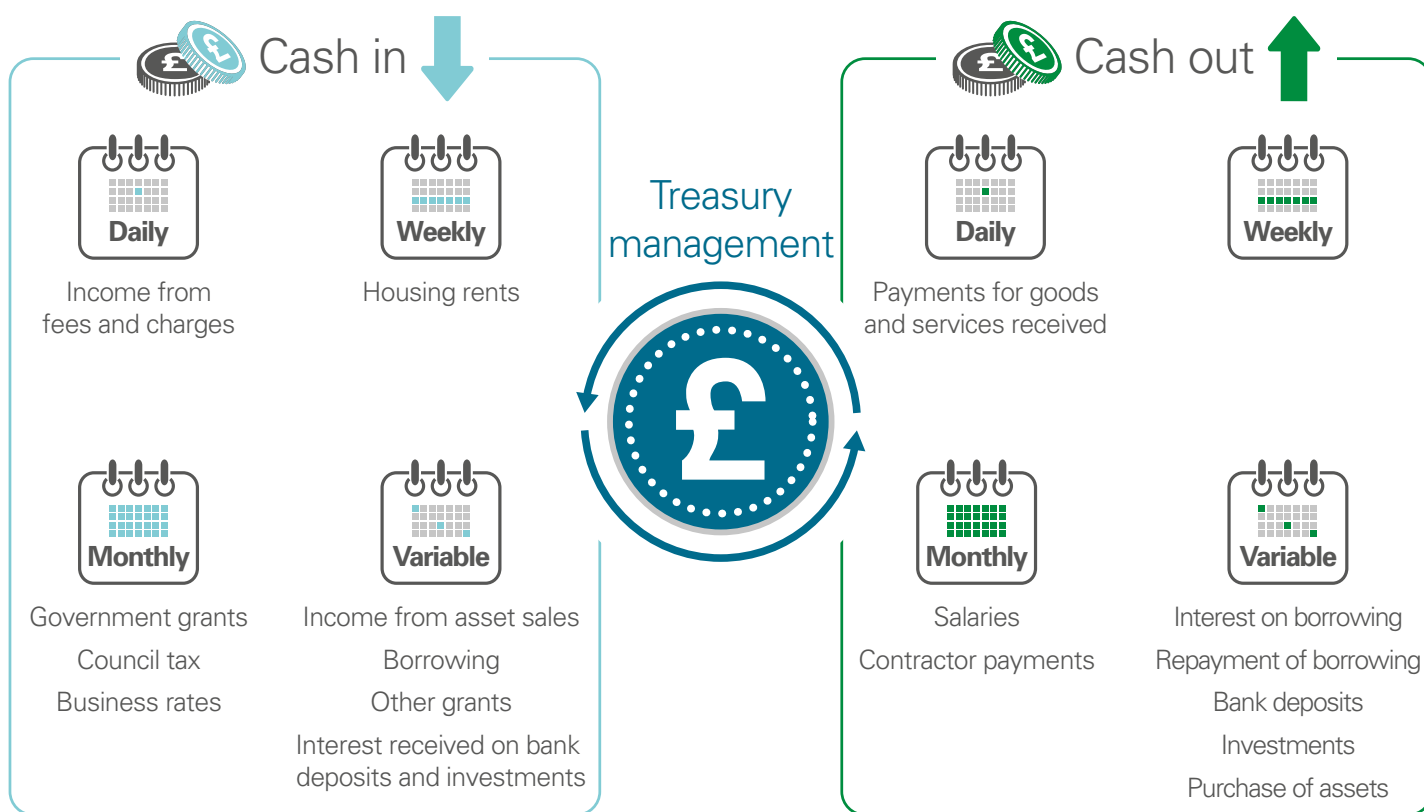 Cash in
Daily
Income from
fees and charges
Weekly
Housing rents
Monthly
Government grants
Council tax
Business rates
Variable
Income from asset sales
Borrowing
Other grants
Interest received on bank
deposits and investments
Treasury
management
£
Cash out
Daily
Payments for goods
and services received
Weekly
Monthly
Salaries
Contractor payments
Variable
Interest on borrowing
Repayment of borrowing
Bank deposits
Investments
Purchase of assets